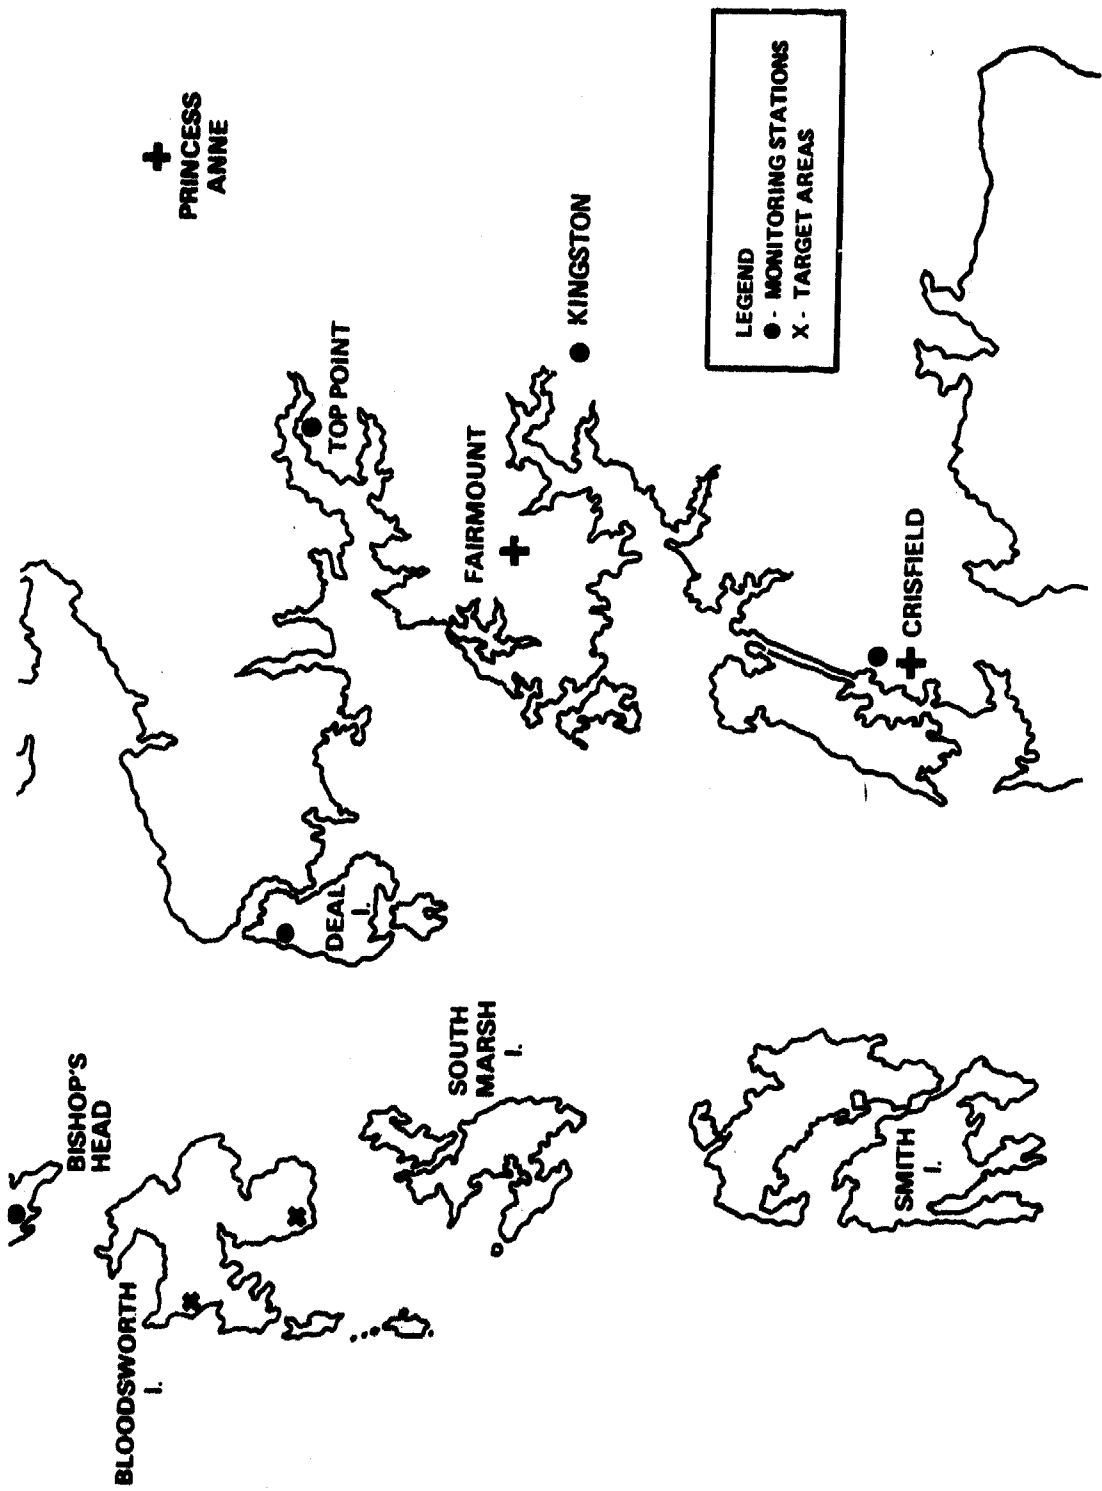 BISHOP'S
HEAD
BLOODSWORTH
I.
DEAL
I.
TOP POINT
PRINCESS
ANNE
SOUTH
MARSH
I.
FAIRMOUNT
KINGSTON
SMITH
I.
CRISFIELD
LEGEND
● - MONITORING STATIONS
X - TARGET AREAS